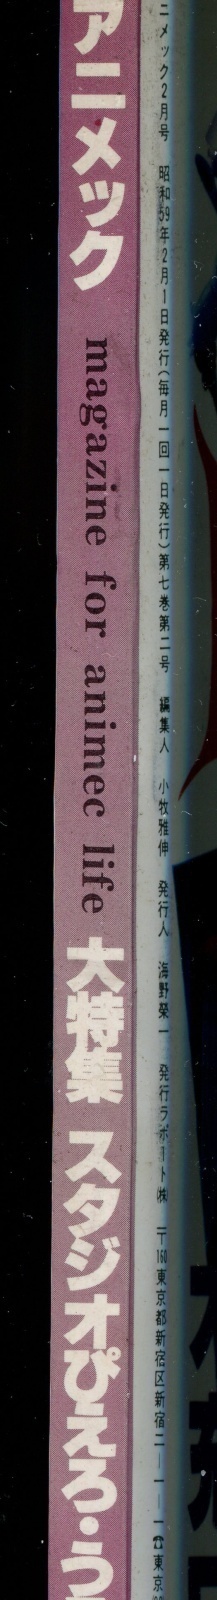 アニメック magazine for animec life 大特集 スタジオぴえろ・う
ニメック2月号 昭和59年2月1日発行(毎月一回一日発行)第七巻第二号 編集人 小牧雅伸 発行人 海野榮一 発行ラポート㈱ 〒160東京都新宿区新宿二―一―一☎東京